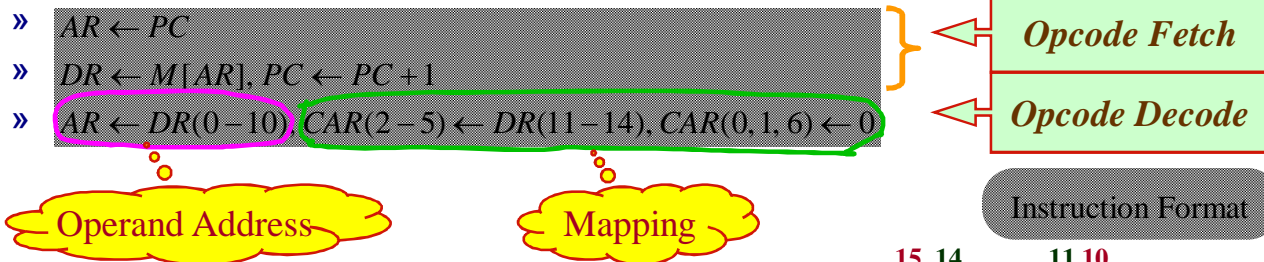 » AR ← PC
Opcode Fetch
» DR ← M[AR], PC ← PC + 1
» AR ← DR(0−10), CAR(2−5) ← DR(11−14), CAR(0,1,6) ← 0
Opcode Decode
Operand Address
Mapping
Instruction Format
15 14 11 10